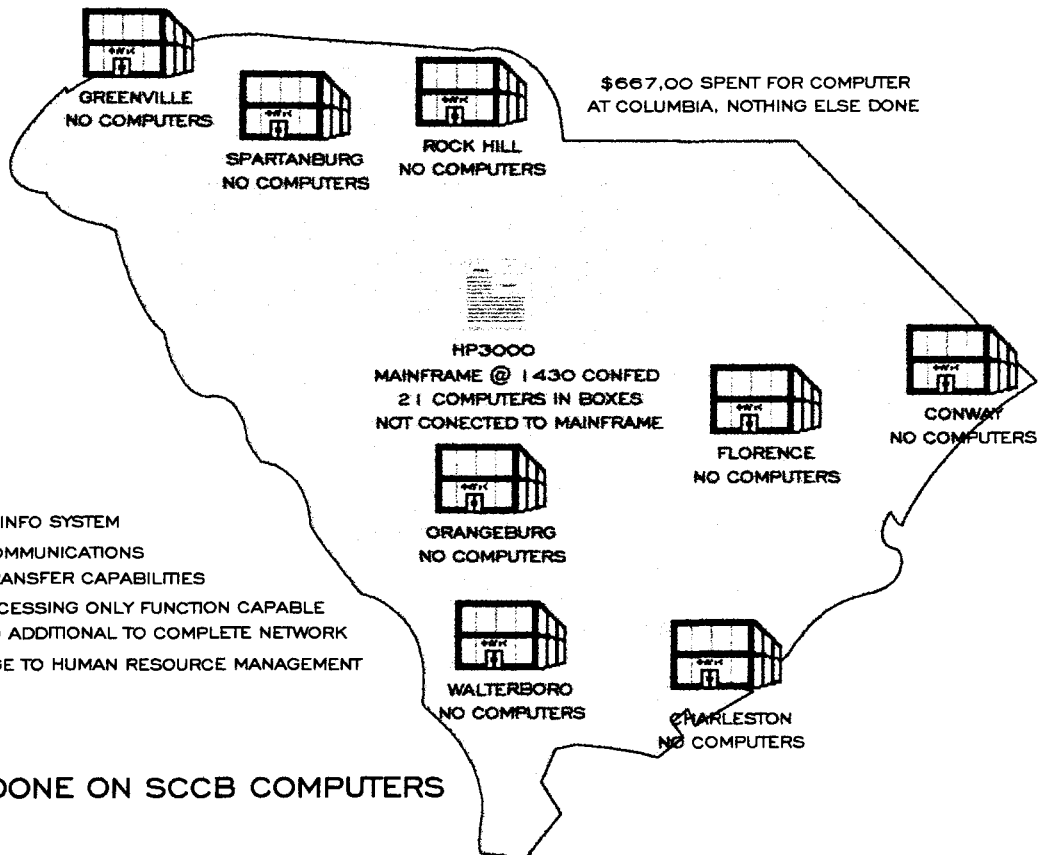 GREENVILLE
NO COMPUTERS
SPARTANBURG
NO COMPUTERS
ROCK HILL
NO COMPUTERS
$667,00 SPENT FOR COMPUTER
AT COLUMBIA, NOTHING ELSE DONE
HP3000
MAINFRAME @ 1430 CONFED
21 COMPUTERS IN BOXES
NOT CONECTED TO MAINFRAME
CONWAY
NO COMPUTERS
FLORENCE
NO COMPUTERS
ORANGEBURG
NO COMPUTERS
INFO SYSTEM
OMMUNICATIONS
RANSFER CAPABILITIES
CESSING ONLY FUNCTION CAPABLE
ADDITIONAL TO COMPLETE NETWORK
GE TO HUMAN RESOURCE MANAGEMENT
WALTERBORO
NO COMPUTERS
CHARLESTON
NO COMPUTERS
DONE ON SCCB COMPUTERS